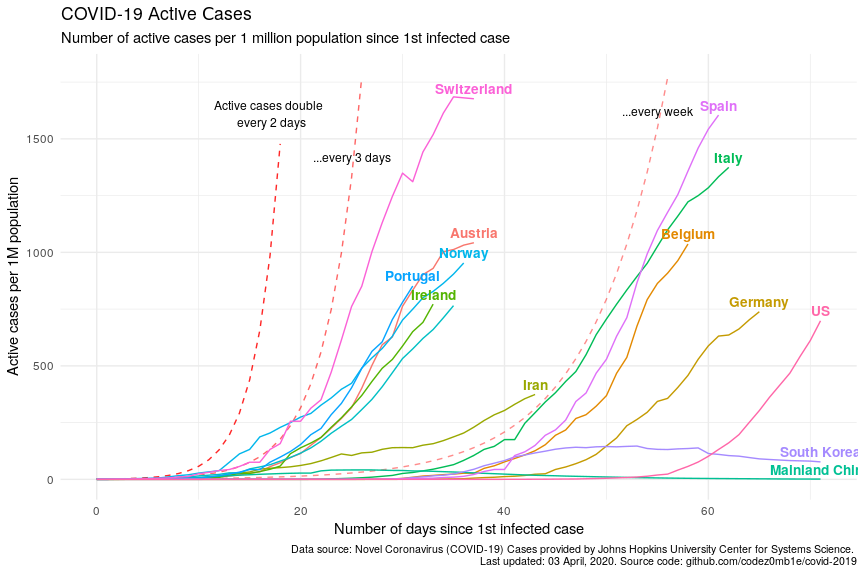 COVID-19 Active Cases
Number of active cases per 1 million population since 1st infected case
Active cases per 1M population
1500
1000
500
0
Active cases double
every 2 days
...every 3 days
...every week
Switzerland
Spain
Italy
Austria
Belgium
Norway
Portugal
Ireland
Germany
US
Iran
South Korea
Mainland Chin
0
20
40
60
Number of days since 1st infected case
Data source: Novel Coronavirus (COVID-19) Cases provided by Johns Hopkins University Center for Systems Science.
Last updated: 03 April, 2020. Source code: github.com/codez0mb1e/covid-2019